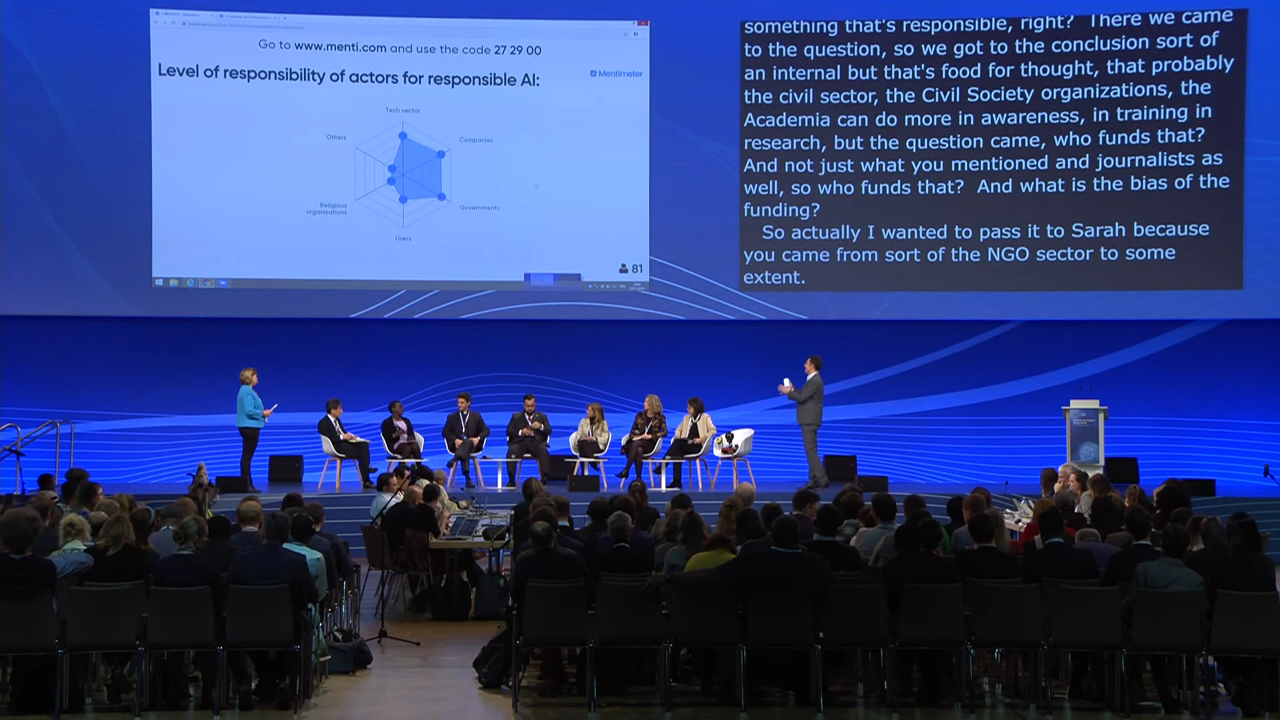 Go to www.menti.com and use the code 27 29 00
Level of responsibility of actors for responsible AI:
Mentimeter
Tech sector
Others
Companies
Religious
organisations
Governments
Users
81
something that's responsible, right?  There we came
to the question, so we got to the conclusion sort of
an internal but that's food for thought, that probably
the civil sector, the Civil Society organizations, the
Academia can do more in awareness, in training in
research, but the question came, who funds that?
And not just what you mentioned and journalists as
well, so who funds that?  And what is the bias of the
funding?
So actually I wanted to pass it to Sarah because
you came from sort of the NGO sector to some
extent.